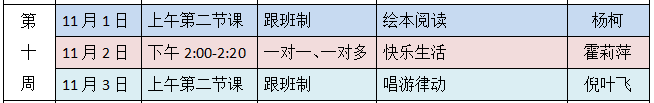 第十周
11月1日 上午第二节课 跟班制 绘本阅读 杨柯
11月2日 下午 2:00-2:20 一对一、一对多 快乐生活 霍莉萍
11月3日 上午第二节课 跟班制 唱游律动 倪叶飞